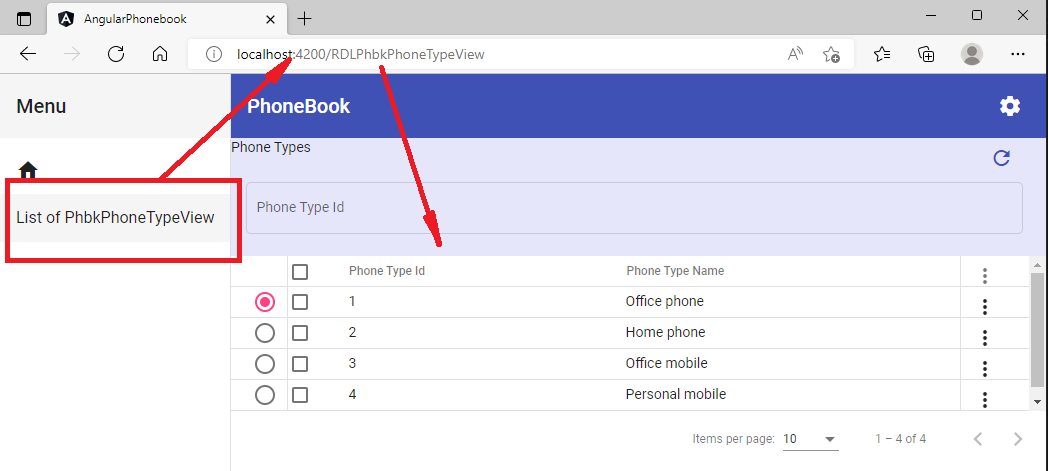 AngularPhonebook
localhost:4200/RDLPhbkPhoneTypeView
Menu
PhoneBook
Phone Types
List of PhbkPhoneTypeView
Phone Type Id
Phone Type Id Phone Type Name
1 Office phone
2 Home phone
3 Office mobile
4 Personal mobile
Items per page: 10 1 – 4 of 4